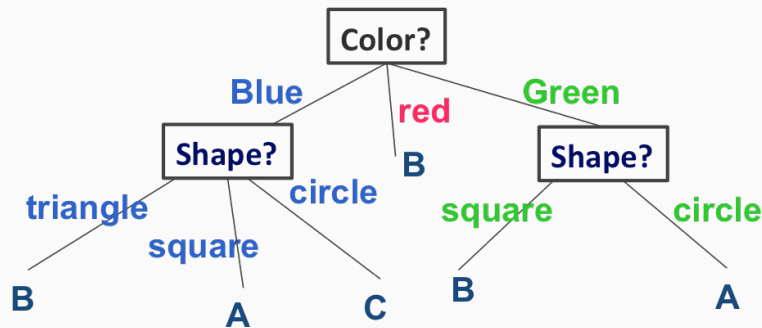 Color?
Blue
red
Green
Shape?
B
Shape?
triangle
square
circle
square
circle
B
A
C
B
A